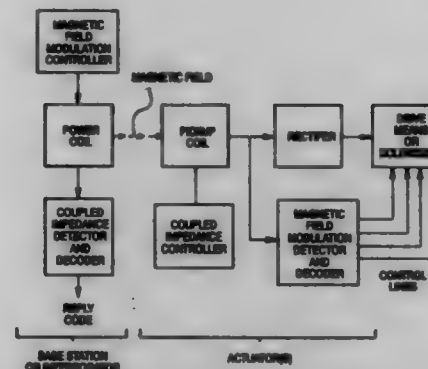 MAGNETIC
FIELD
MODULATION
CONTROLLER
MAGNETIC FIELD
POWER
COIL
PICKUP
COIL
RECTIFIER
DRIVE
MEANS
OR
COUPLED
IMPEDANCE
DETECTOR
AND
DECODER
COUPLED
IMPEDANCE
CONTROLLER
MAGNETIC
FIELD
MODULATION
DETECTOR
AND
DECODER
CONTROL
LINES
REPLY
CODE
BASE STATION
OR
ACTUATOR(S)